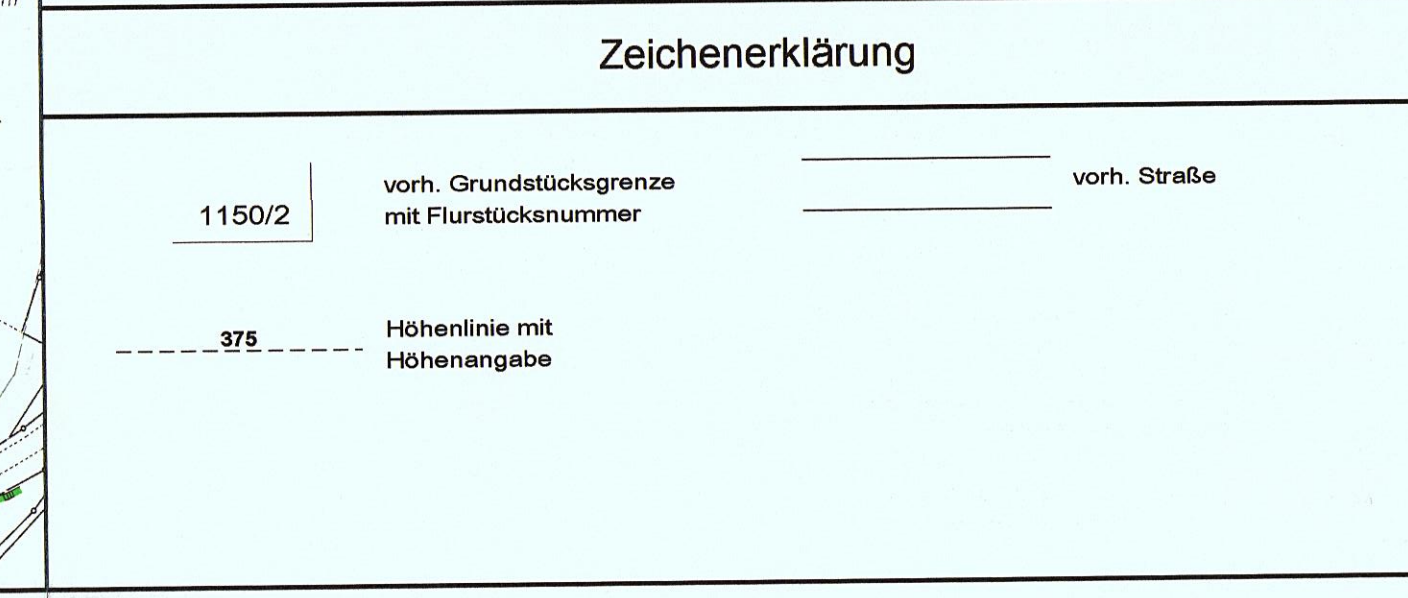 Zeichenerklärung
1150/2
vorh. Grundstücksgrenze
mit Flurstücksnummer
vorh. Straße
375
Höhenlinie mit
Höhenangabe